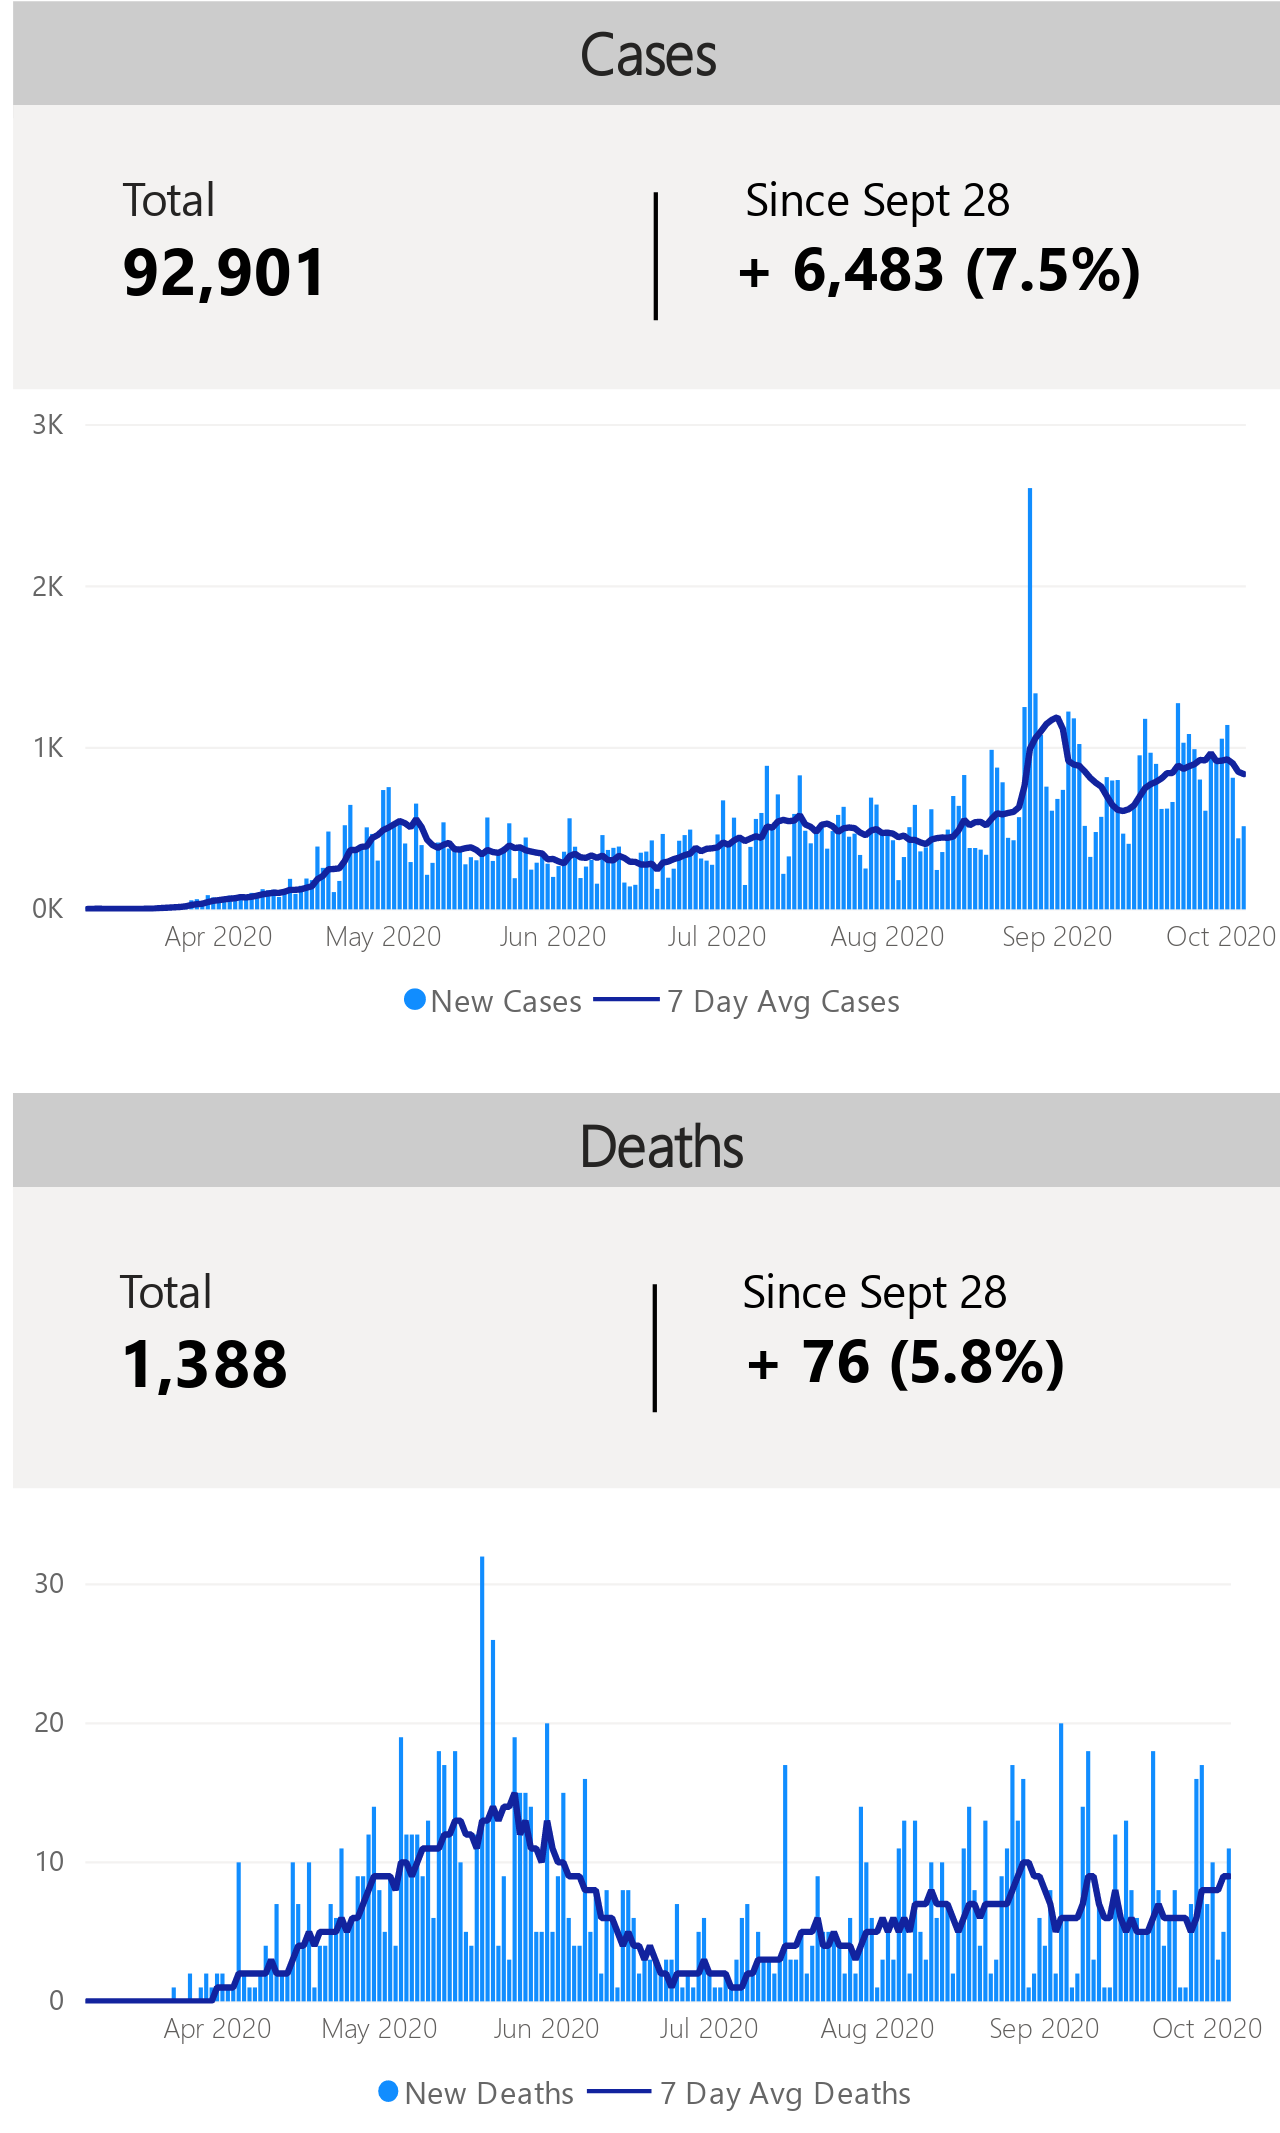 Cases
Total
Since Sept 28
92,901
+ 6,483 (7.5%)
3K
2K
1K
0K
Apr 2020
May 2020
Jun 2020
Jul 2020
Aug 2020
Sep 2020
Oct 2020
New Cases
7 Day Avg Cases
Deaths
Total
Since Sept 28
1,388
+ 76 (5.8%)
30
20
10
0
Apr 2020
May 2020
Jun 2020
Jul 2020
Aug 2020
Sep 2020
Oct 2020
New Deaths
7 Day Avg Deaths